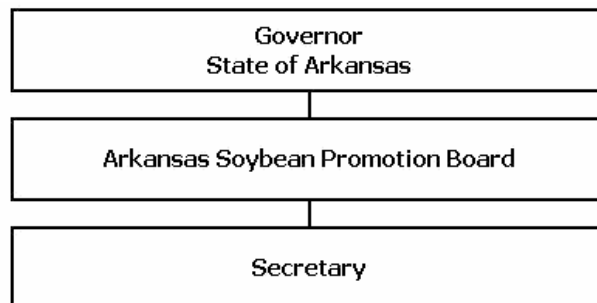 Governor
State of Arkansas
Arkansas Soybean Promotion Board
Secretary